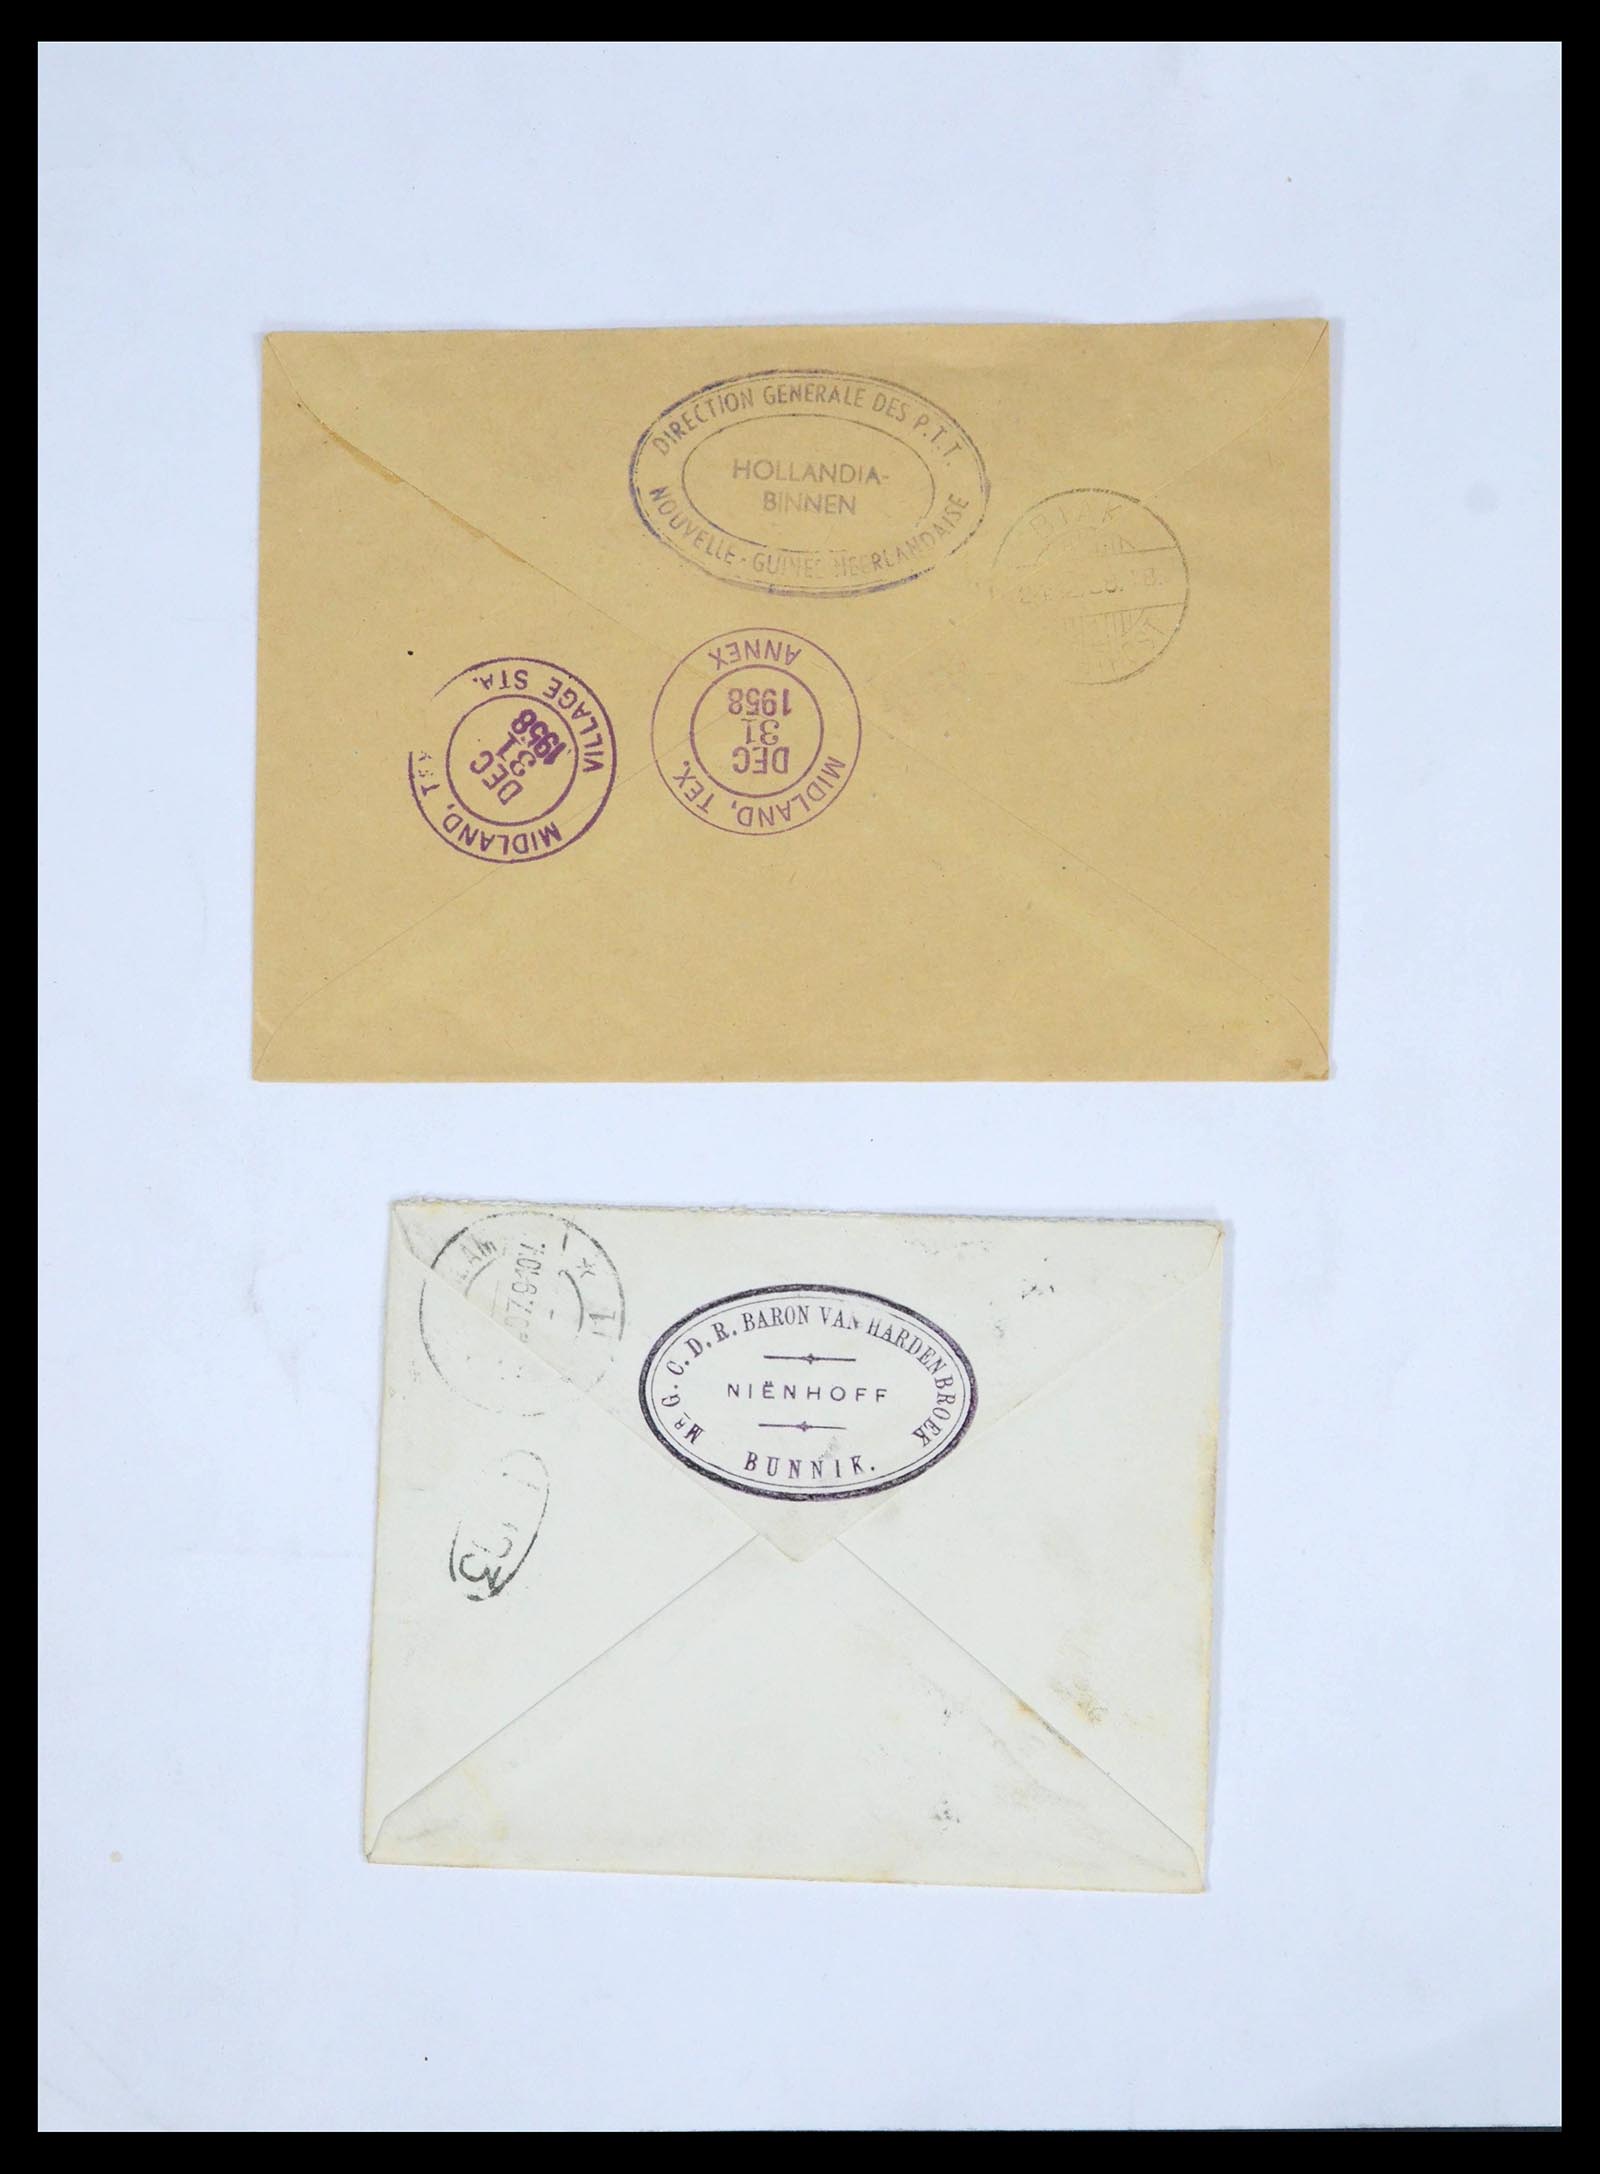 DIRECTION GENERALE DES P.T.T.
HOLLANDIA-
BINNEN
NOUVELLE-GUINEE NEERLANDAISE
BIAK
ANNEX
DEC
31
1958
MIDLAND, TEX.
VILLAGE STA.
DEC
31
1958
MIDLAND,
MR G. C. D. R. BARON VAN HARDENBROEK
NIËNHOFF
BUNNIK.